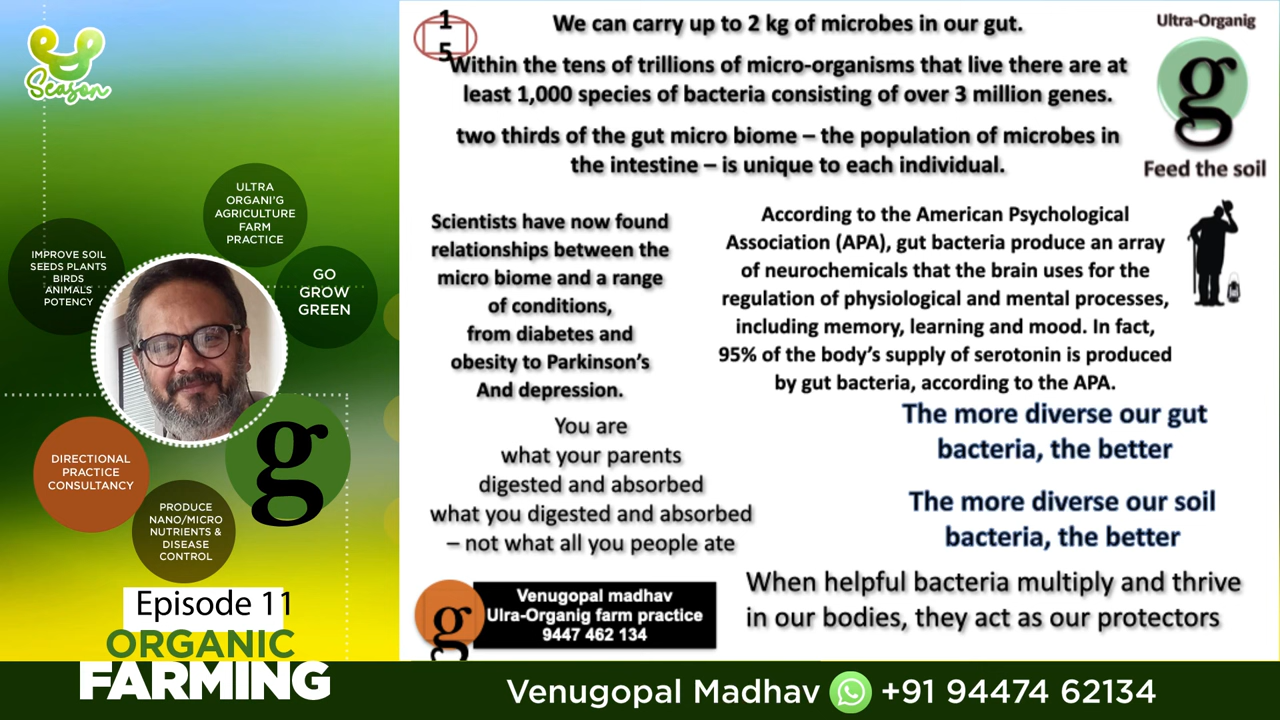 Season
ULTRA
ORGANI'G
AGRICULTURE
FARM
PRACTICE
IMPROVE SOIL
SEEDS PLANTS
BIRDS
ANIMALS
POTENCY
GO
GROW
GREEN
g
DIRECTIONAL
PRACTICE
CONSULTANCY
PRODUCE
NANO/MICRO
NUTRIENTS &
DISEASE
CONTROL
Episode 11
ORGANIC
FARMING
1
5
We can carry up to 2 kg of microbes in our gut.
Within the tens of trillions of micro-organisms that live there are at
least 1,000 species of bacteria consisting of over 3 million genes.
two thirds of the gut micro biome – the population of microbes in
the intestine – is unique to each individual.
Ultra-Organig
g
Feed the soil
Scientists have now found
relationships between the
micro biome and a range
of conditions,
from diabetes and
obesity to Parkinson's
And depression.
According to the American Psychological
Association (APA), gut bacteria produce an array
of neurochemicals that the brain uses for the
regulation of physiological and mental processes,
including memory, learning and mood. In fact,
95% of the body's supply of serotonin is produced
by gut bacteria, according to the APA.
You are
what your parents
digested and absorbed
what you digested and absorbed
– not what all you people ate
The more diverse our gut
bacteria, the better
The more diverse our soil
bacteria, the better
When helpful bacteria multiply and thrive
in our bodies, they act as our protectors
g
Venugopal madhav
Ulra-Organig farm practice
9447 462 134
Venugopal Madhav +91 94474 62134